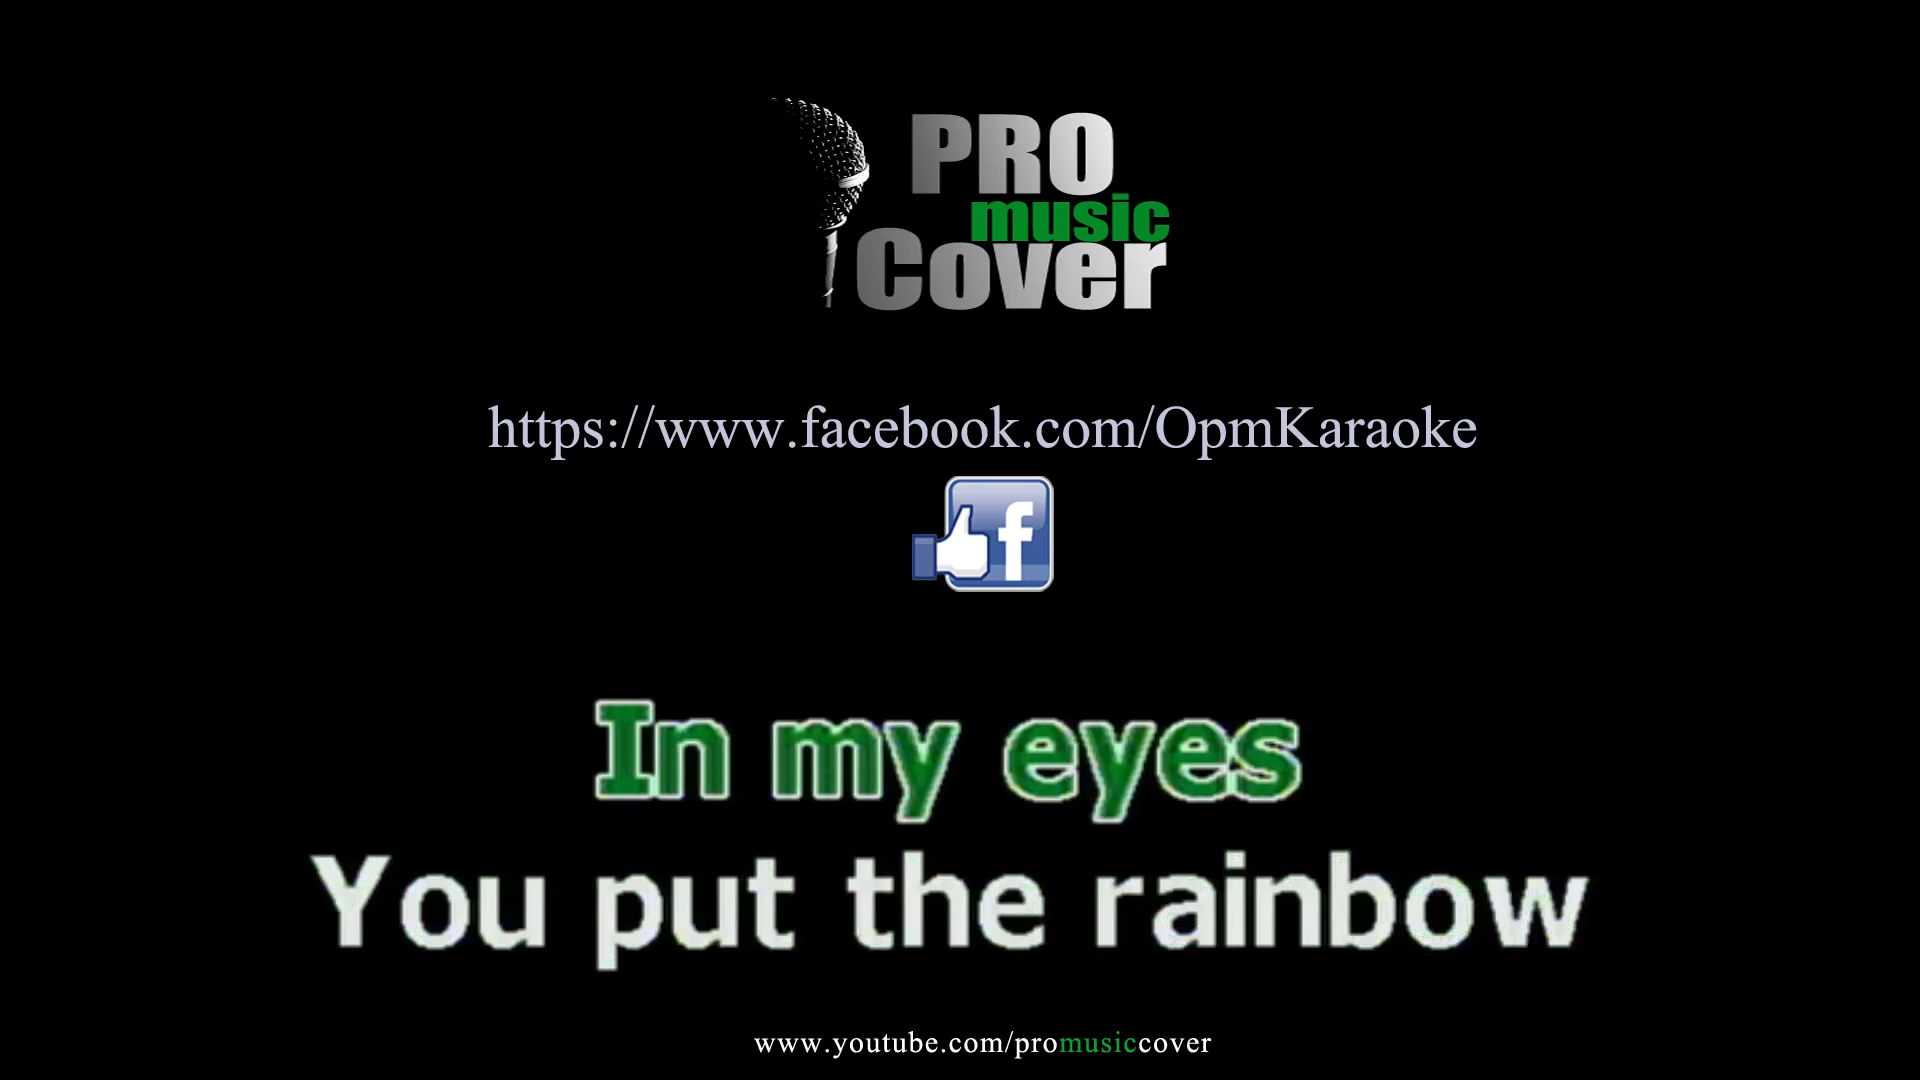 PRO
music
Cover
https://www.facebook.com/OpmKaraoke
f
In my eyes
You put the rainbow
www.youtube.com/promusiccover